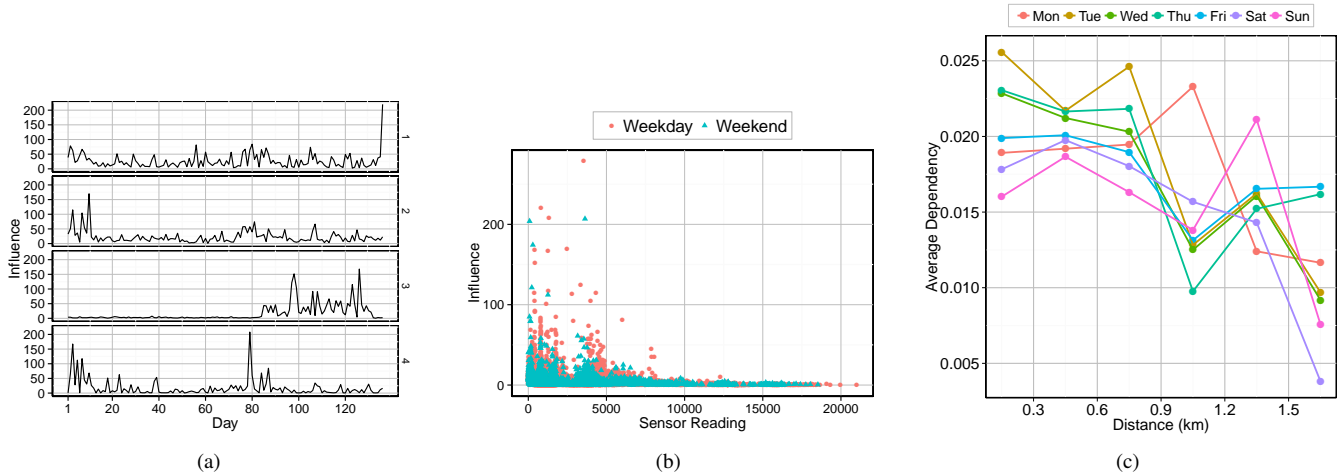 200
150
100
50
0
1
200
150
100
50
0
2
200
150
100
50
0
3
200
150
100
50
0
4
Influence
1 20 40 60 80 100 120
Day
(a)
Weekday Weekend
200
100
0
Influence
0 5000 10000 15000 20000
Sensor Reading
(b)
Mon Tue Wed Thu Fri Sat Sun
0.025
0.020
0.015
0.010
0.005
Average Dependency
0.3 0.6 0.9 1.2 1.5
Distance (km)
(c)